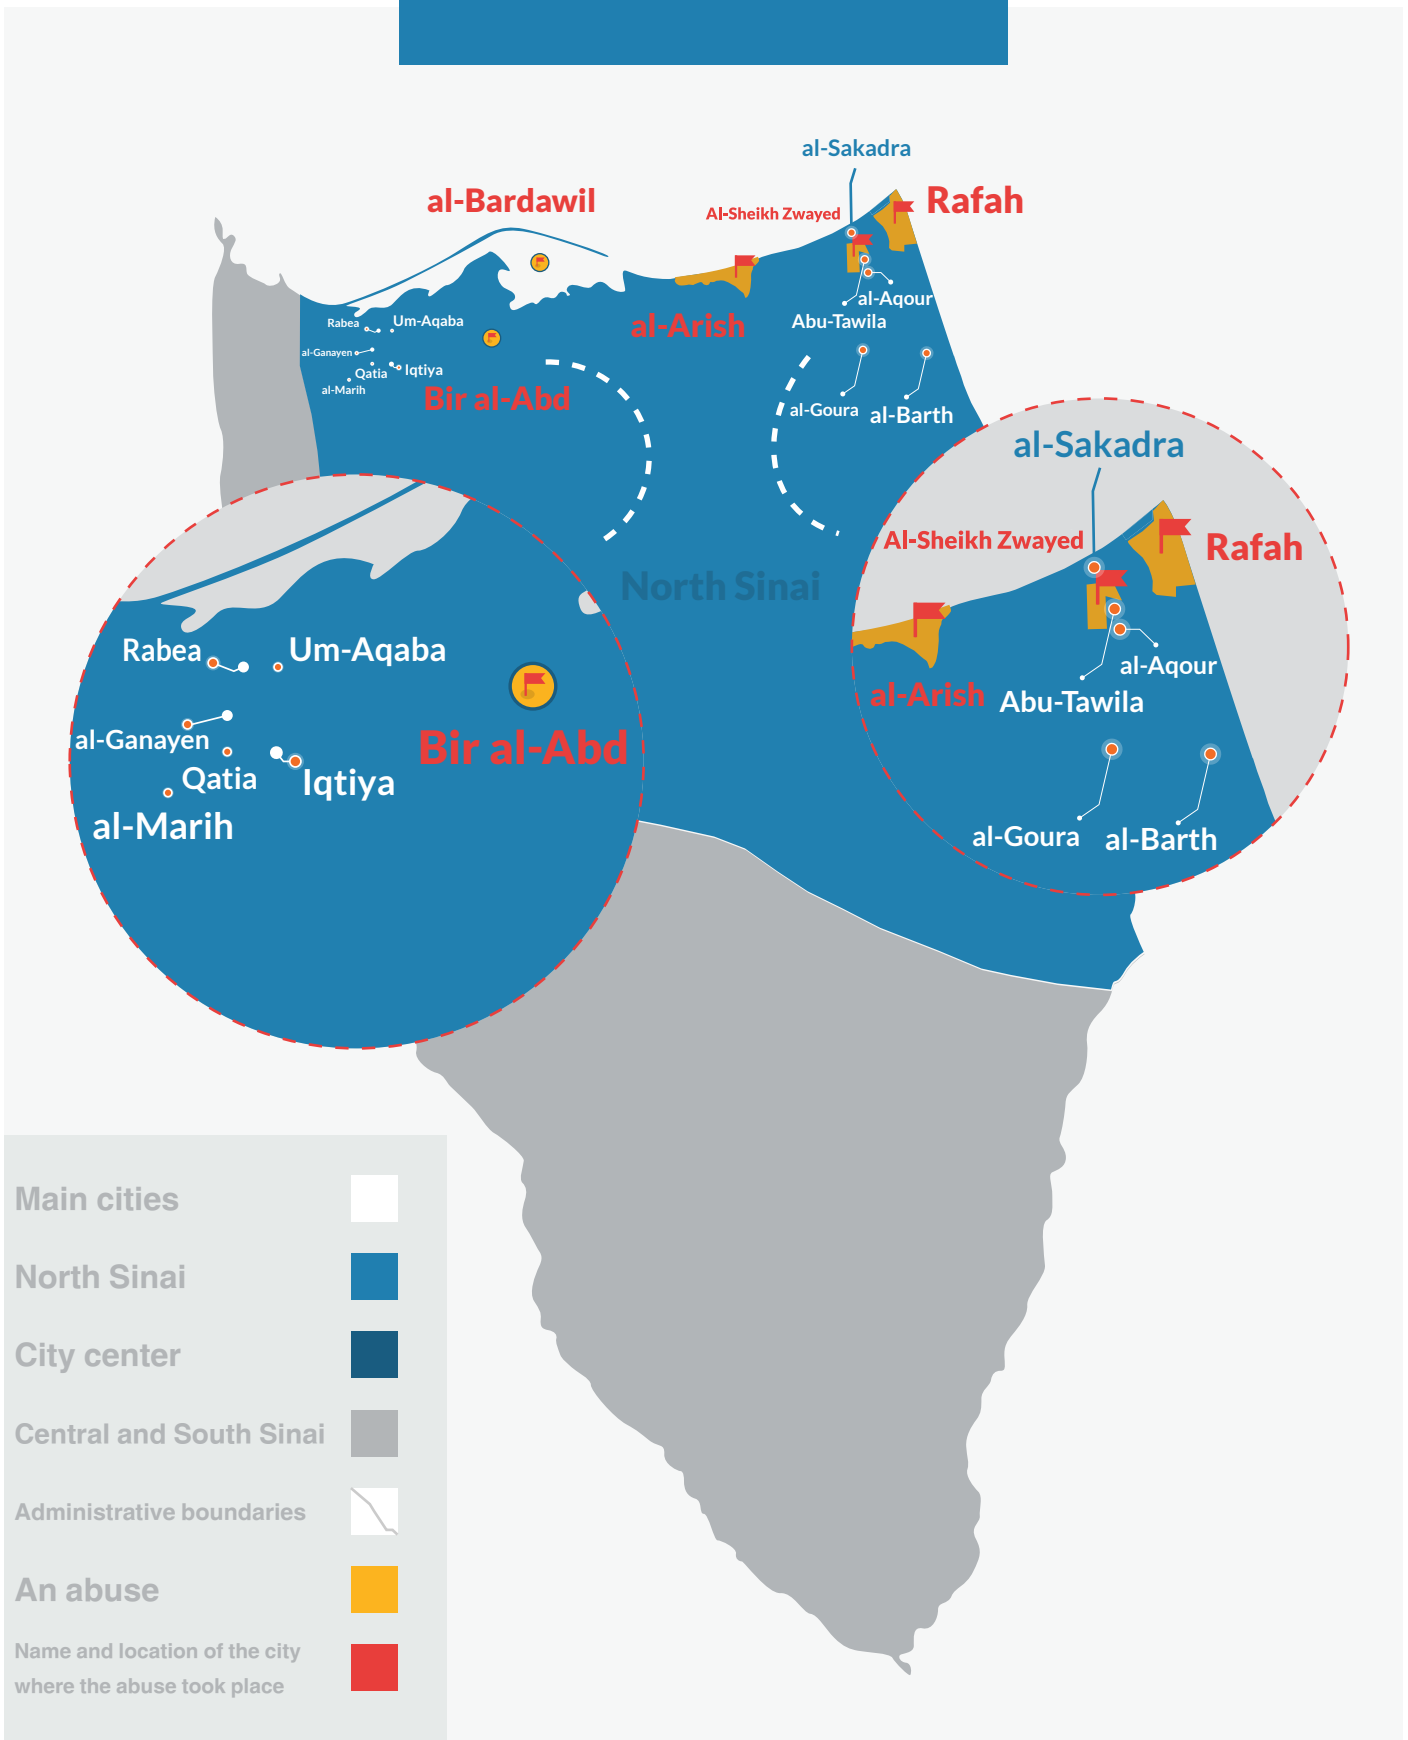 al-Sakadra
al-Bardawil
Al-Sheikh Zwayed
Rafah
Rabea
Um-Aqaba
al-Arish
al-Aqour
Abu-Tawila
al-Ganayen
Qatia
Iqtiya
al-Marih
Bir al-Abd
al-Goura
al-Barth
al-Sakadra
Al-Sheikh Zwayed
Rafah
North Sinai
Rabea
Um-Aqaba
al-Aqour
al-Arish
Abu-Tawila
al-Ganayen
Bir al-Abd
Qatia
Iqtiya
al-Marih
al-Goura
al-Barth
Main cities
North Sinai
City center
Central and South Sinai
Administrative boundaries
An abuse
Name and location of the city
where the abuse took place